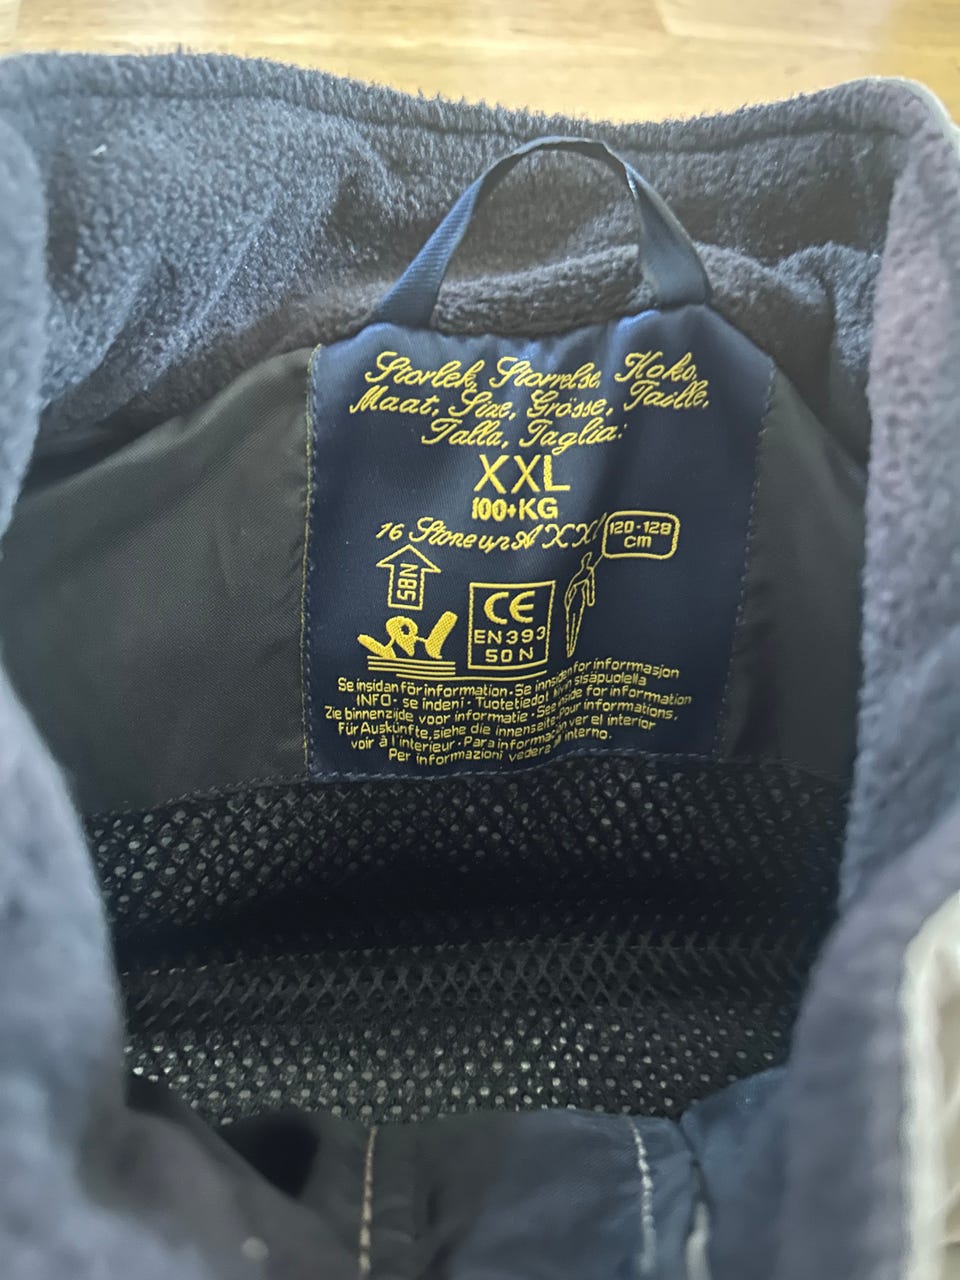 Storlek, Storrelse, Koko,
Maat, Size, Grösse, Taille,
Talla, Taglia:
XXL
100+KG
16 Stone up A XXL
120-128
cm
50N
CE
EN393
50 N
Se insidan för information · Se innsiden for informasjon
INFO · se indeni · Tuotetiedot sisäpuolella
Zie binnenzijde voor informatie · See inside for information
Für Auskünfte, siehe die innenseite · Pour informations,
voir à l'interieur · Para informacion ver el interior
Per informazioni vedere interno.